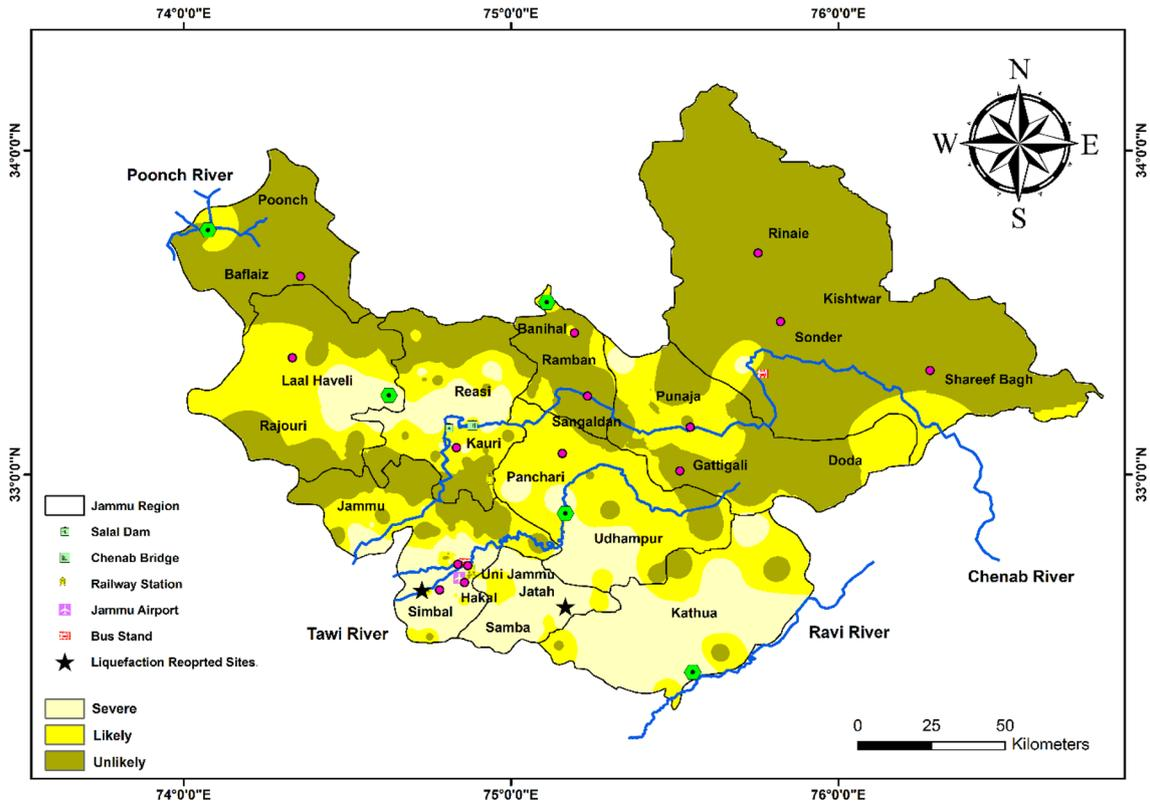 74°0'0"E 75°0'0"E 76°0'0"E
34°0'0"N
34°0'0"N
33°0'0"N
33°0'0"N
N
W E
S
Poonch River
Poonch
Baflaiz
Rinaie
Kishtwar
Sonder
Banihal
Ramban
Laal Haveli
Reasi
Punaja
Shareef Bagh
Rajouri
Sangaldan
Kauri
Panchari
Gattigali
Doda
Jammu
Udhampur
Uni Jammu
Jatah
Hakal
Simbal
Samba
Kathua
Chenab River
Tawi River
Ravi River
Jammu Region
Salal Dam
Chenab Bridge
Railway Station
Jammu Airport
Bus Stand
Liquefaction Reoprted Sites.
Severe
Likely
Unlikely
0 25 50
Kilometers
74°0'0"E 75°0'0"E 76°0'0"E